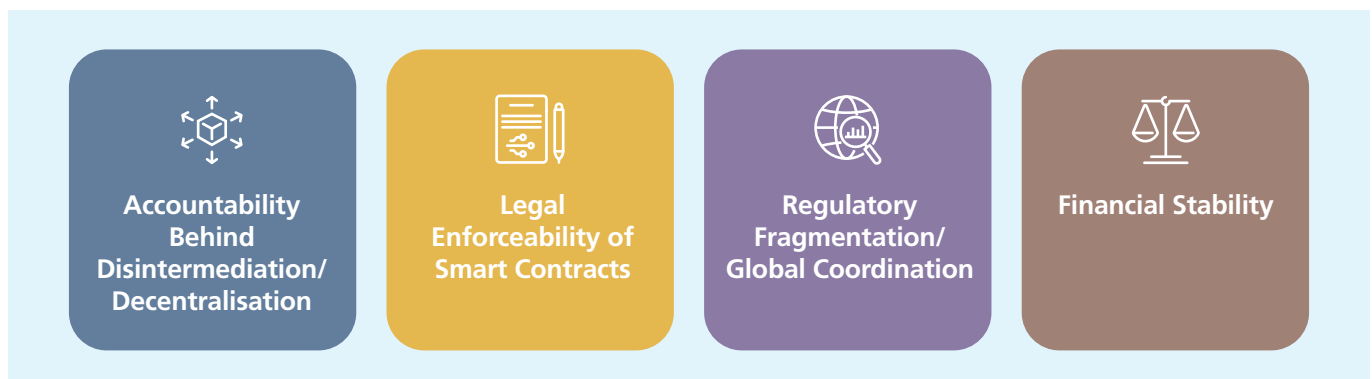 Accountability
Behind
Disintermediation/
Decentralisation
Legal
Enforceability of
Smart Contracts
Regulatory
Fragmentation/
Global Coordination
Financial Stability